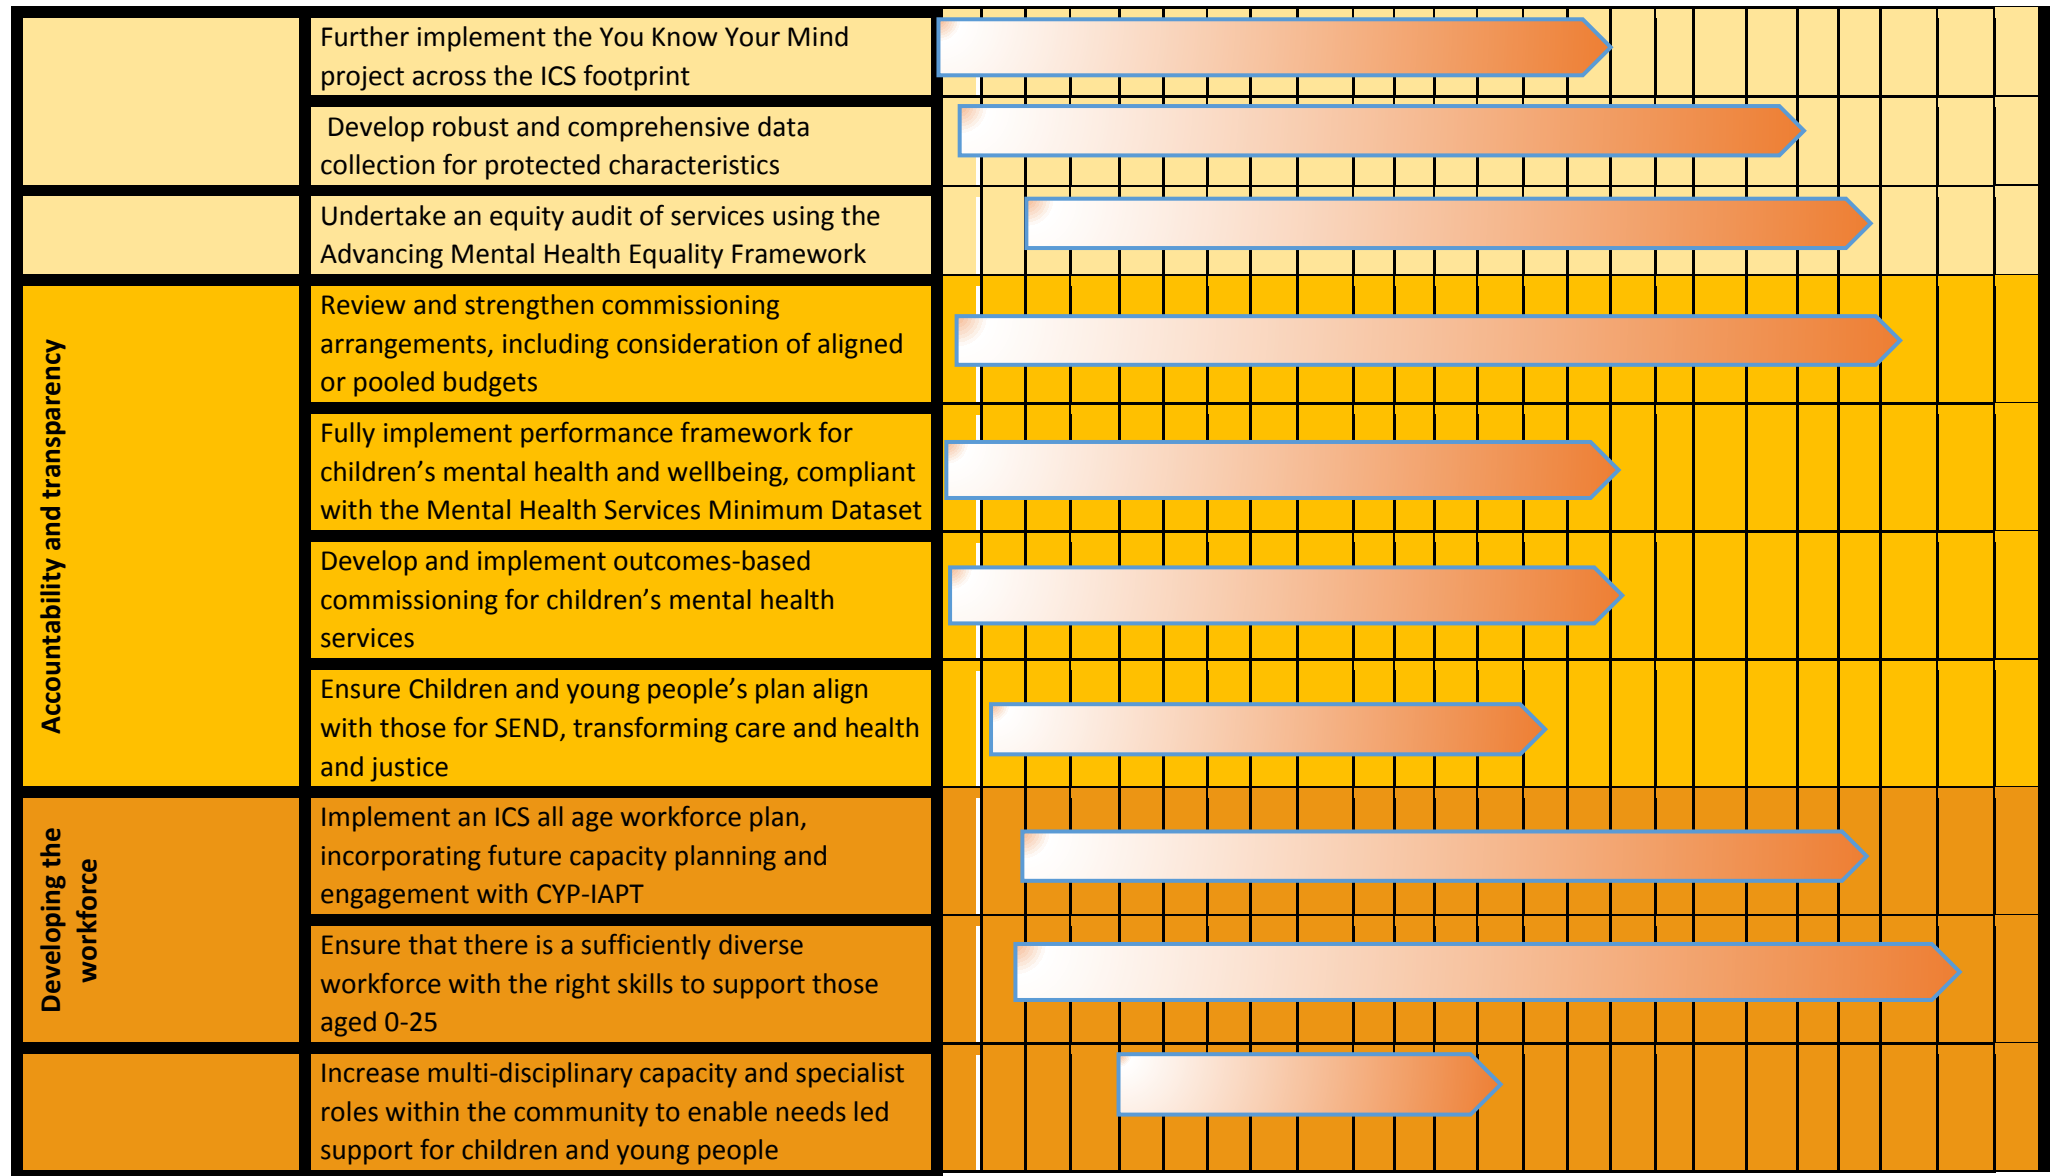 Further implement the You Know Your Mind
project across the ICS footprint
Develop robust and comprehensive data
collection for protected characteristics
Undertake an equity audit of services using the
Advancing Mental Health Equality Framework
Accountability and transparency
Review and strengthen commissioning
arrangements, including consideration of aligned
or pooled budgets
Fully implement performance framework for
children’s mental health and wellbeing, compliant
with the Mental Health Services Minimum Dataset
Develop and implement outcomes-based
commissioning for children’s mental health
services
Ensure Children and young people’s plan align
with those for SEND, transforming care and health
and justice
Developing the
workforce
Implement an ICS all age workforce plan,
incorporating future capacity planning and
engagement with CYP-IAPT
Ensure that there is a sufficiently diverse
workforce with the right skills to support those
aged 0-25
Increase multi-disciplinary capacity and specialist
roles within the community to enable needs led
support for children and young people